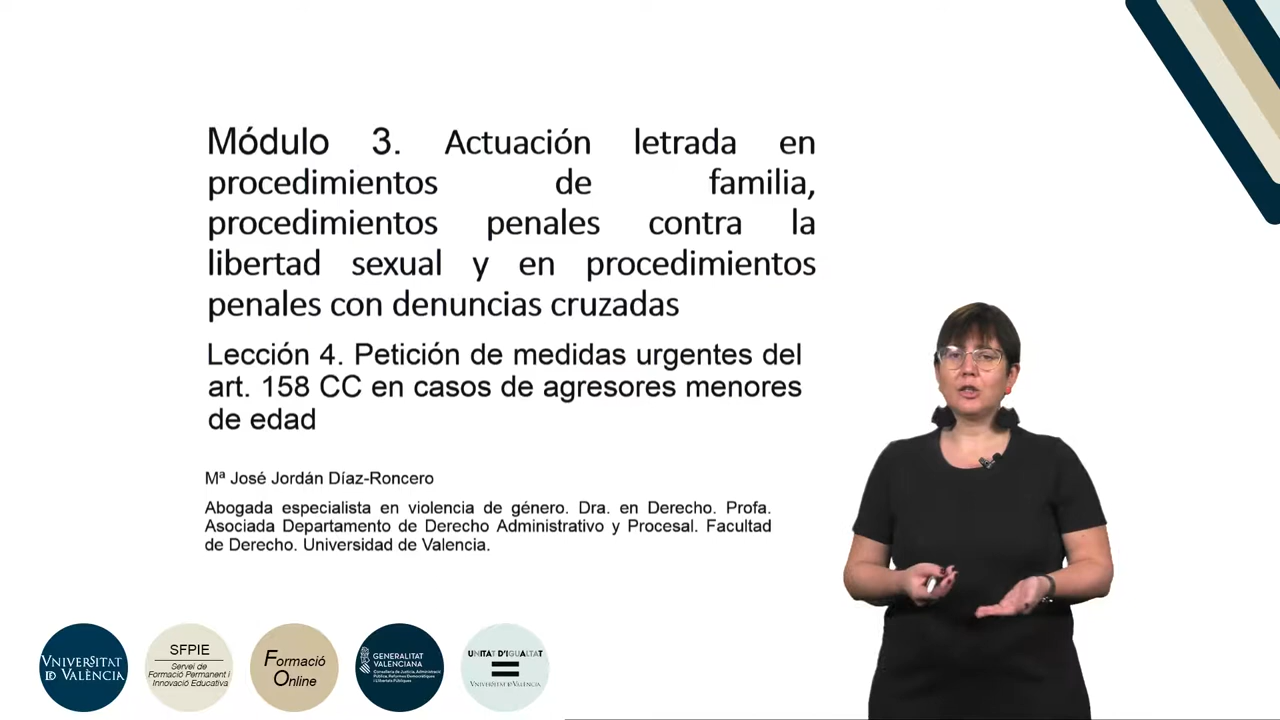 Módulo 3. Actuación letrada en
procedimientos de familia,
procedimientos penales contra la
libertad sexual y en procedimientos
penales con denuncias cruzadas
Lección 4. Petición de medidas urgentes del
art. 158 CC en casos de agresores menores
de edad
Mª José Jordán Díaz-Roncero
Abogada especialista en violencia de género. Dra. en Derecho. Profa.
Asociada Departamento de Derecho Administrativo y Procesal. Facultad
de Derecho. Universidad de Valencia.
VNIVERSITAT
ID VALÈNCIA
SFPIE
Servei de
Formació Permanent i
Innovació Educativa
Formació
Online
GENERALITAT
VALENCIANA
Conselleria de Justícia, Administració
Pública, Reformes Democràtiques
i Llibertats Públiques
UNITAT D'IGUALTAT
VNIVERSITAT ID VALÈNCIA